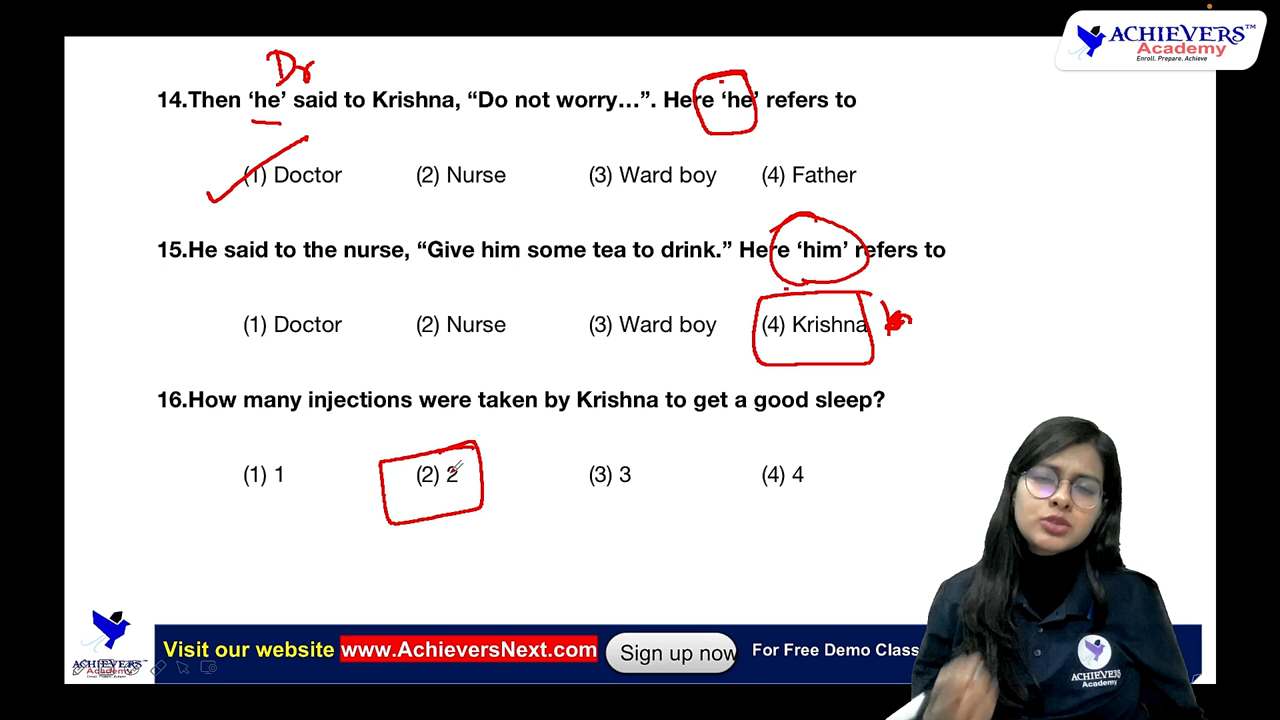 ACHIEVERS™
Academy
Enroll. Prepare. Achieve
Dr
14.Then ‘he’ said to Krishna, “Do not worry…”. Here ‘he’ refers to
(1) Doctor (2) Nurse (3) Ward boy (4) Father
15.He said to the nurse, “Give him some tea to drink.” Here ‘him’ refers to
(1) Doctor (2) Nurse (3) Ward boy (4) Krishna
16.How many injections were taken by Krishna to get a good sleep?
(1) 1 (2) 2 (3) 3 (4) 4
ACHIEVERS™
Academy
Visit our website www.AchieversNext.com Sign up now For Free Demo Class
ACHIEVERS
Academy